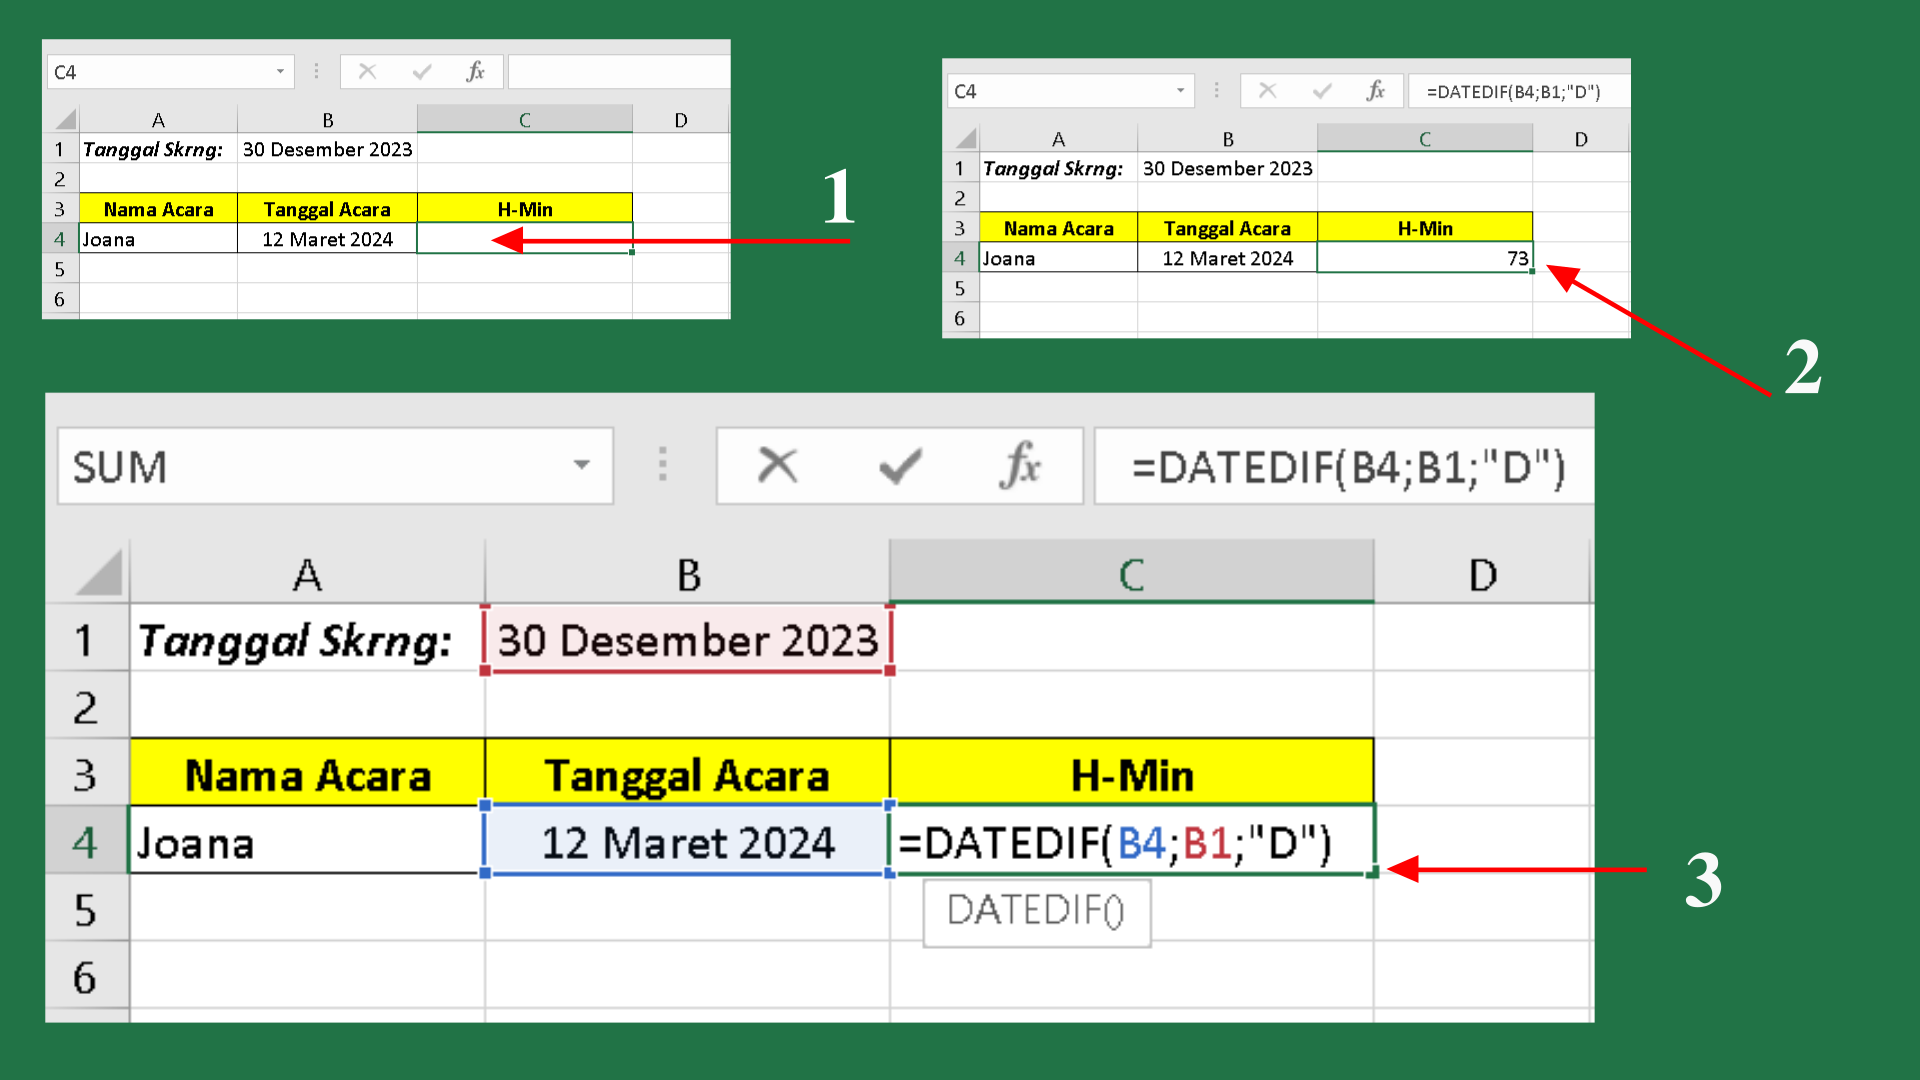 C4 fx
A B C D
1 Tanggal Skrng: 30 Desember 2023
2
3 Nama Acara Tanggal Acara H-Min
4 Joana 12 Maret 2024
5
6
1
C4 fx =DATEDIF(B4;B1;"D")
A B C D
1 Tanggal Skrng: 30 Desember 2023
2
3 Nama Acara Tanggal Acara H-Min
4 Joana 12 Maret 2024 73
5
6
2
SUM fx =DATEDIF(B4;B1;"D")
A B C D
1 Tanggal Skrng: 30 Desember 2023
2
3 Nama Acara Tanggal Acara H-Min
4 Joana 12 Maret 2024 =DATEDIF(B4;B1;"D")
5 DATEDIF()
6
3